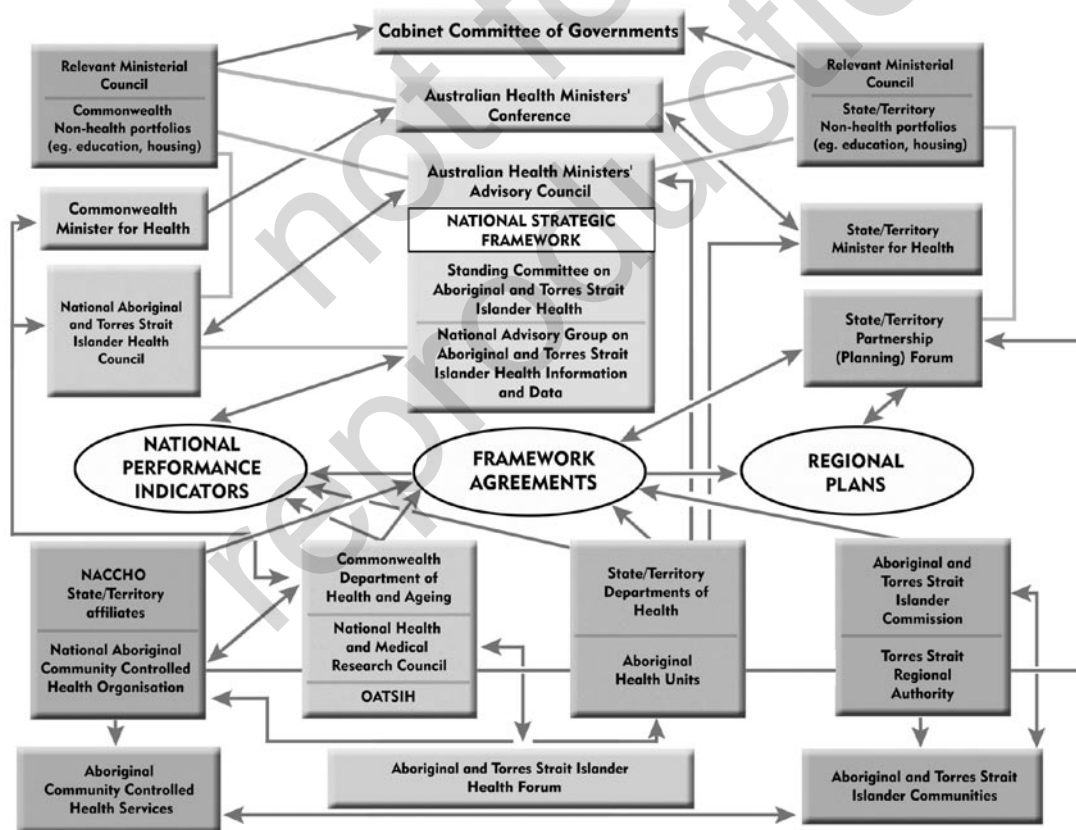 Cabinet Committee of Governments
Relevant Ministerial
Council
Commonwealth
Non-health portfolios
(eg. education, housing)
Australian Health Ministers'
Conference
Relevant Ministerial
Council
State/Territory
Non-health portfolios
(eg. education, housing)
Commonwealth
Minister for Health
Australian Health Ministers'
Advisory Council
NATIONAL STRATEGIC
FRAMEWORK
Standing Committee on
Aboriginal and Torres Strait
Islander Health
National Advisory Group on
Aboriginal and Torres Strait
Islander Health Information
and Data
State/Territory
Minister for Health
National Aboriginal
and Torres Strait
Islander Health
Council
State/Territory
Partnership
(Planning) Forum
NATIONAL
PERFORMANCE
INDICATORS
FRAMEWORK
AGREEMENTS
REGIONAL
PLANS
NACCHO
State/Territory
affiliates
National Aboriginal
Community Controlled
Health Organisation
Commonwealth
Department of
Health and Ageing
National Health
and Medical
Research Council
OATSIH
State/Territory
Departments of
Health
Aboriginal
Health Units
Aboriginal and
Torres Strait
Islander
Commission
Torres Strait
Regional
Authority
Aboriginal
Community Controlled
Health Services
Aboriginal and Torres Strait Islander
Health Forum
Aboriginal and Torres Strait
Islander Communities
not
reproduction